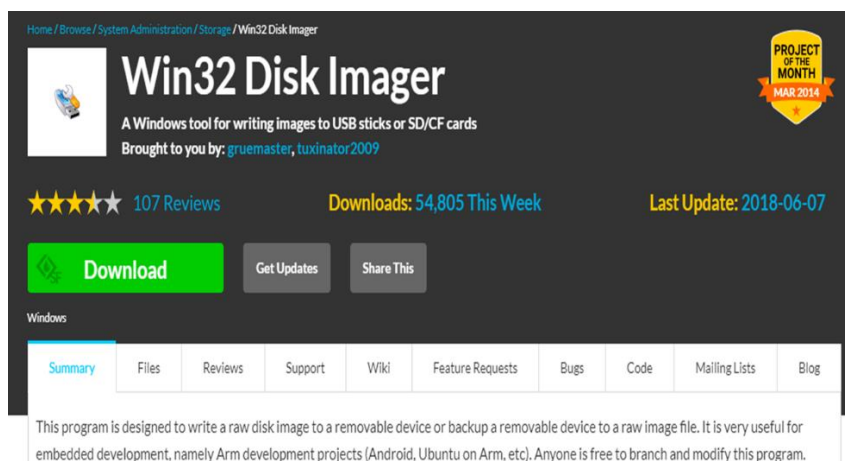 Home / Browse / System Administration / Storage / Win32 Disk Imager
Win32 Disk Imager
PROJECT
OF THE
MONTH
MAR 2014
A Windows tool for writing images to USB sticks or SD/CF cards
Brought to you by: gruemaster, tuxinator2009
107 Reviews
Downloads: 54,805 This Week
Last Update: 2018-06-07
SF
Download
Get Updates
Share This
Windows
Summary
Files
Reviews
Support
Wiki
Feature Requests
Bugs
Code
Mailing Lists
Blog
This program is designed to write a raw disk image to a removable device or backup a removable device to a raw image file. It is very useful for
embedded development, namely Arm development projects (Android, Ubuntu on Arm, etc). Anyone is free to branch and modify this program.